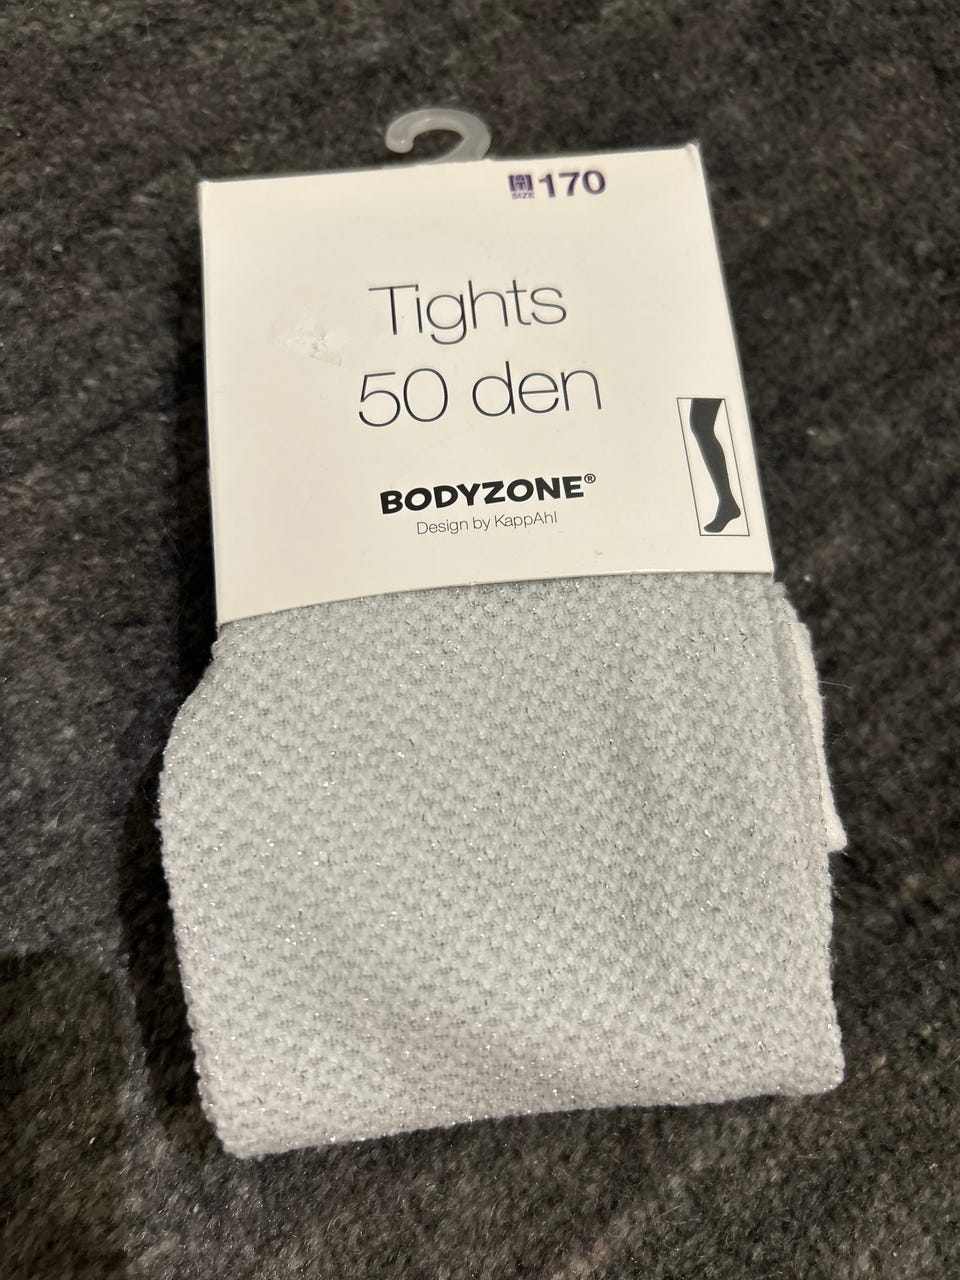 SIZE 170
Tights
50 den
BODYZONE®
Design by KappAhl